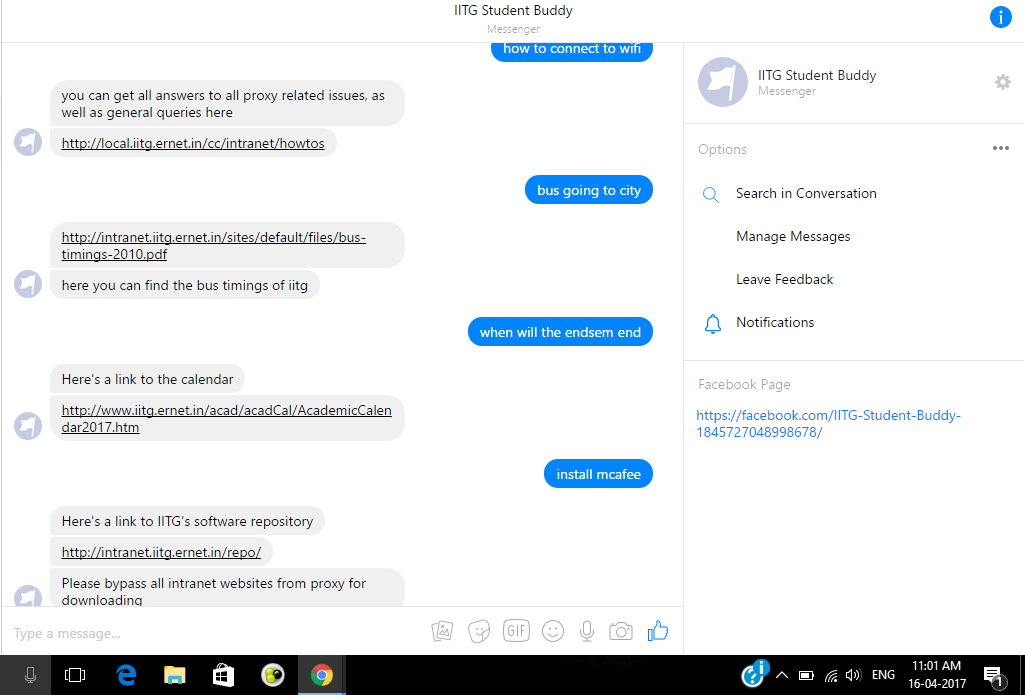 IITG Student Buddy
Messenger
how to connect to wifi
you can get all answers to all proxy related issues, as
well as general queries here
http://local.iitg.ernet.in/cc/intranet/howtos
bus going to city
http://intranet.iitg.ernet.in/sites/default/files/bus-
timings-2010.pdf
here you can find the bus timings of iitg
when will the endsem end
Here's a link to the calendar
http://www.iitg.ernet.in/acad/acadCal/AcademicCalen
dar2017.htm
install mcafee
Here's a link to IITG's software repository
http://intranet.iitg.ernet.in/repo/
Please bypass all intranet websites from proxy for
downloading
Type a message...
GIF
IITG Student Buddy
Messenger
Options
Search in Conversation
Manage Messages
Leave Feedback
Notifications
Facebook Page
https://facebook.com/IITG-Student-Buddy-
1845727048998678/
ENG
11:01 AM
16-04-2017
1